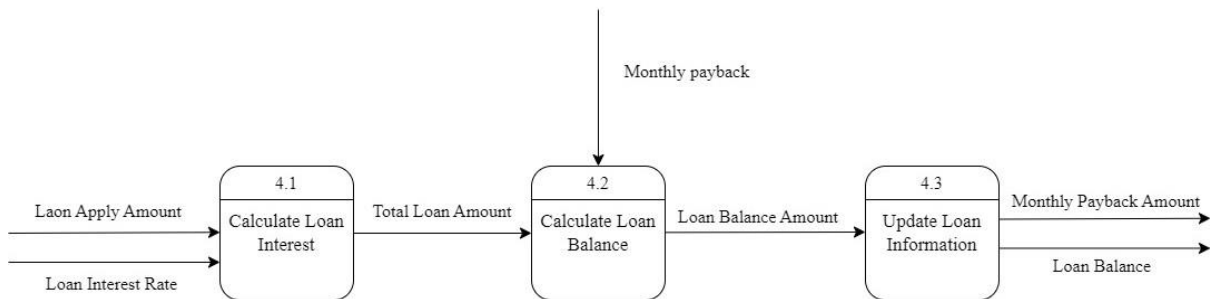 Monthly payback
4.1
4.2
4.3
Laon Apply Amount
Calculate Loan
Interest
Total Loan Amount
Calculate Loan
Balance
Loan Balance Amount
Update Loan
Information
Monthly Payback Amount
Loan Interest Rate
Loan Balance